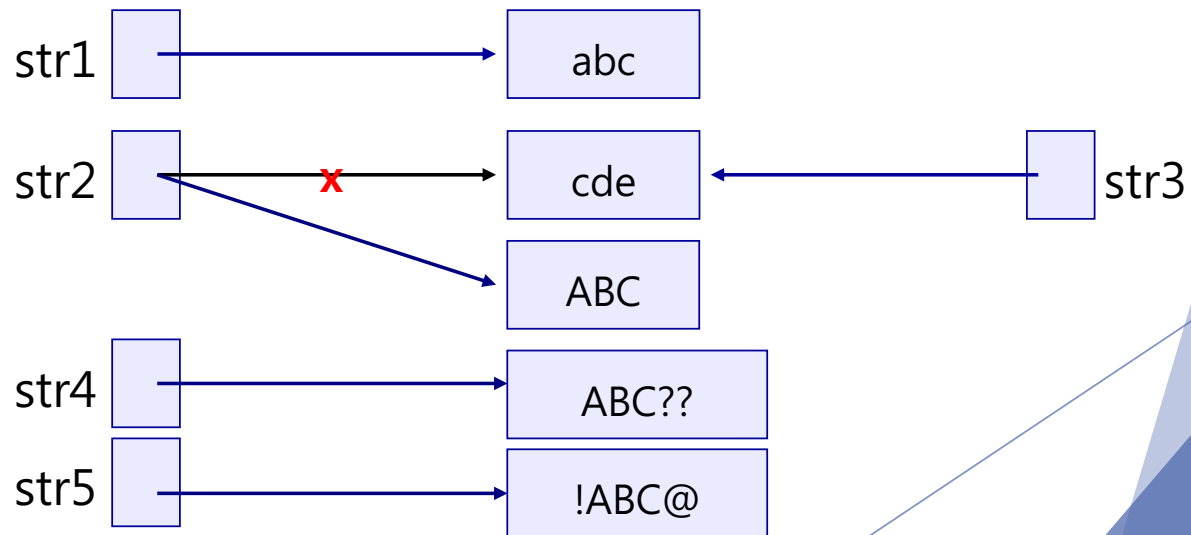 str1
abc
str2
x
cde
str3
ABC
str4
ABC??
str5
!ABC@